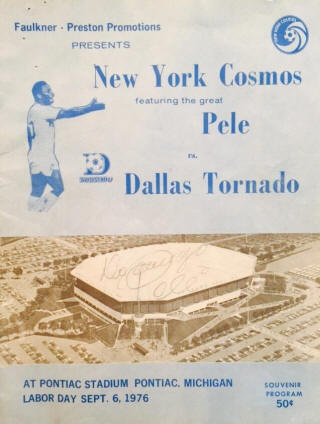 Faulkner - Preston Promotions
PRESENTS
New York Cosmos
featuring the great
Pele
vs.
Dallas Tornado
AT PONTIAC STADIUM PONTIAC, MICHIGAN
LABOR DAY SEPT. 6, 1976
SOUVENIR
PROGRAM
50¢